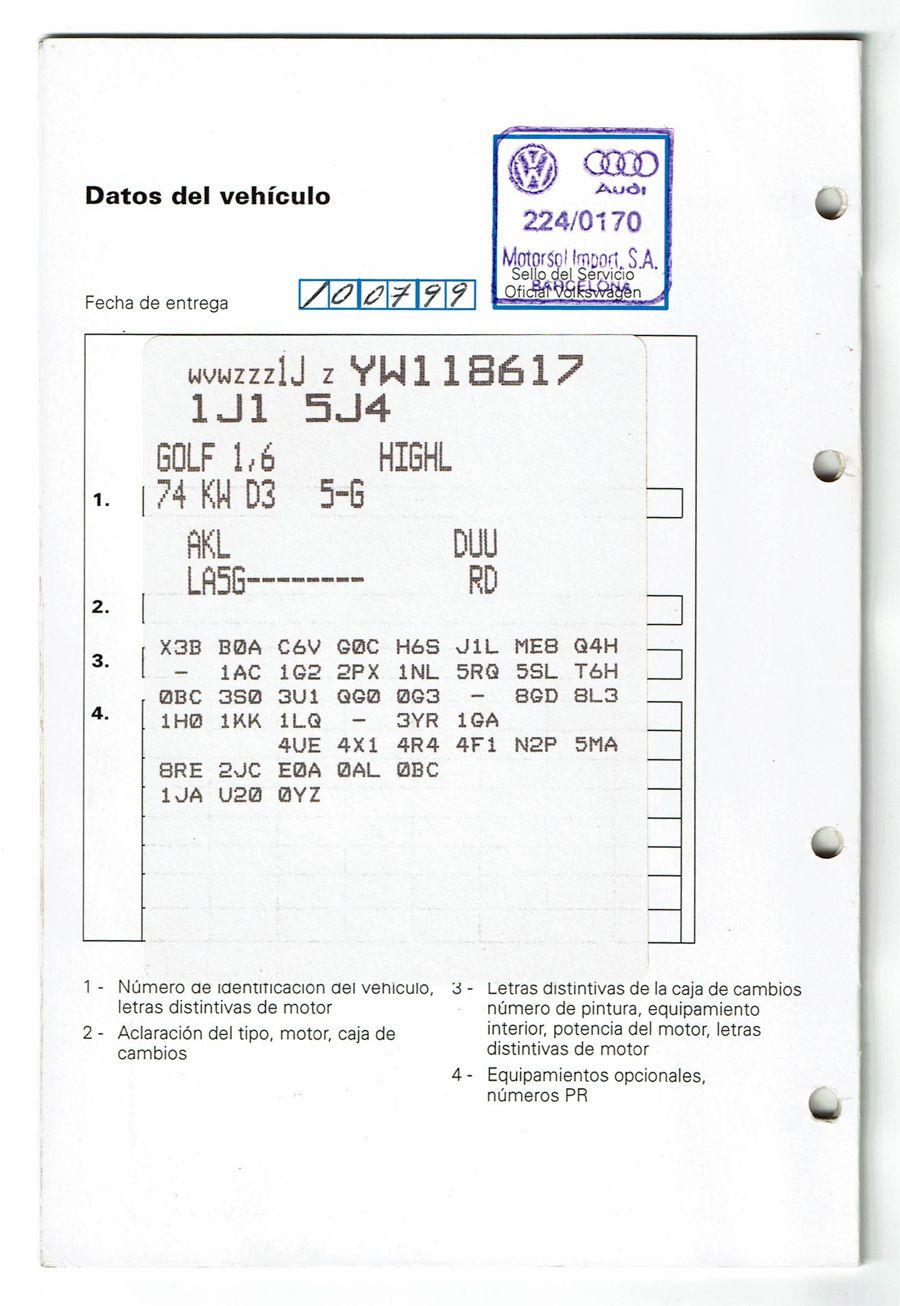 Datos del vehículo
Audi
224/0170
Motorsol Import, S.A.
Sello del Servicio
BARCELONA
Oficial Volkswagen
Fecha de entrega 100799
WVWZZZ1J Z YW118617
1J1 5J4
GOLF 1,6 HIGHL
1. 74 KW D3 5-G
AKL DUU
LA5G-------- RD
2.
X3B B0A C6V G0C H6S J1L ME8 Q4H
3. - 1AC 1G2 2PX 1NL 5RQ 5SL T6H
0BC 3S0 3U1 QG0 0G3 - 8GD 8L3
4. 1H0 1KK 1LQ - 3YR 1GA
4UE 4X1 4R4 4F1 N2P 5MA
8RE 2JC E0A 0AL 0BC
1JA U20 0YZ
1 - Número de identificación del vehículo,
letras distintivas de motor
2 - Aclaración del tipo, motor, caja de
cambios
3 - Letras distintivas de la caja de cambios
número de pintura, equipamiento
interior, potencia del motor, letras
distintivas de motor
4 - Equipamientos opcionales,
números PR